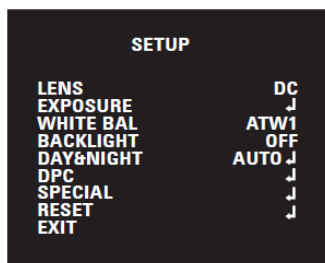 SETUP
LENS DC
EXPOSURE ↲
WHITE BAL ATW1
BACKLIGHT OFF
DAY&NIGHT AUTO ↲
DPC ↲
SPECIAL ↲
RESET ↲
EXIT